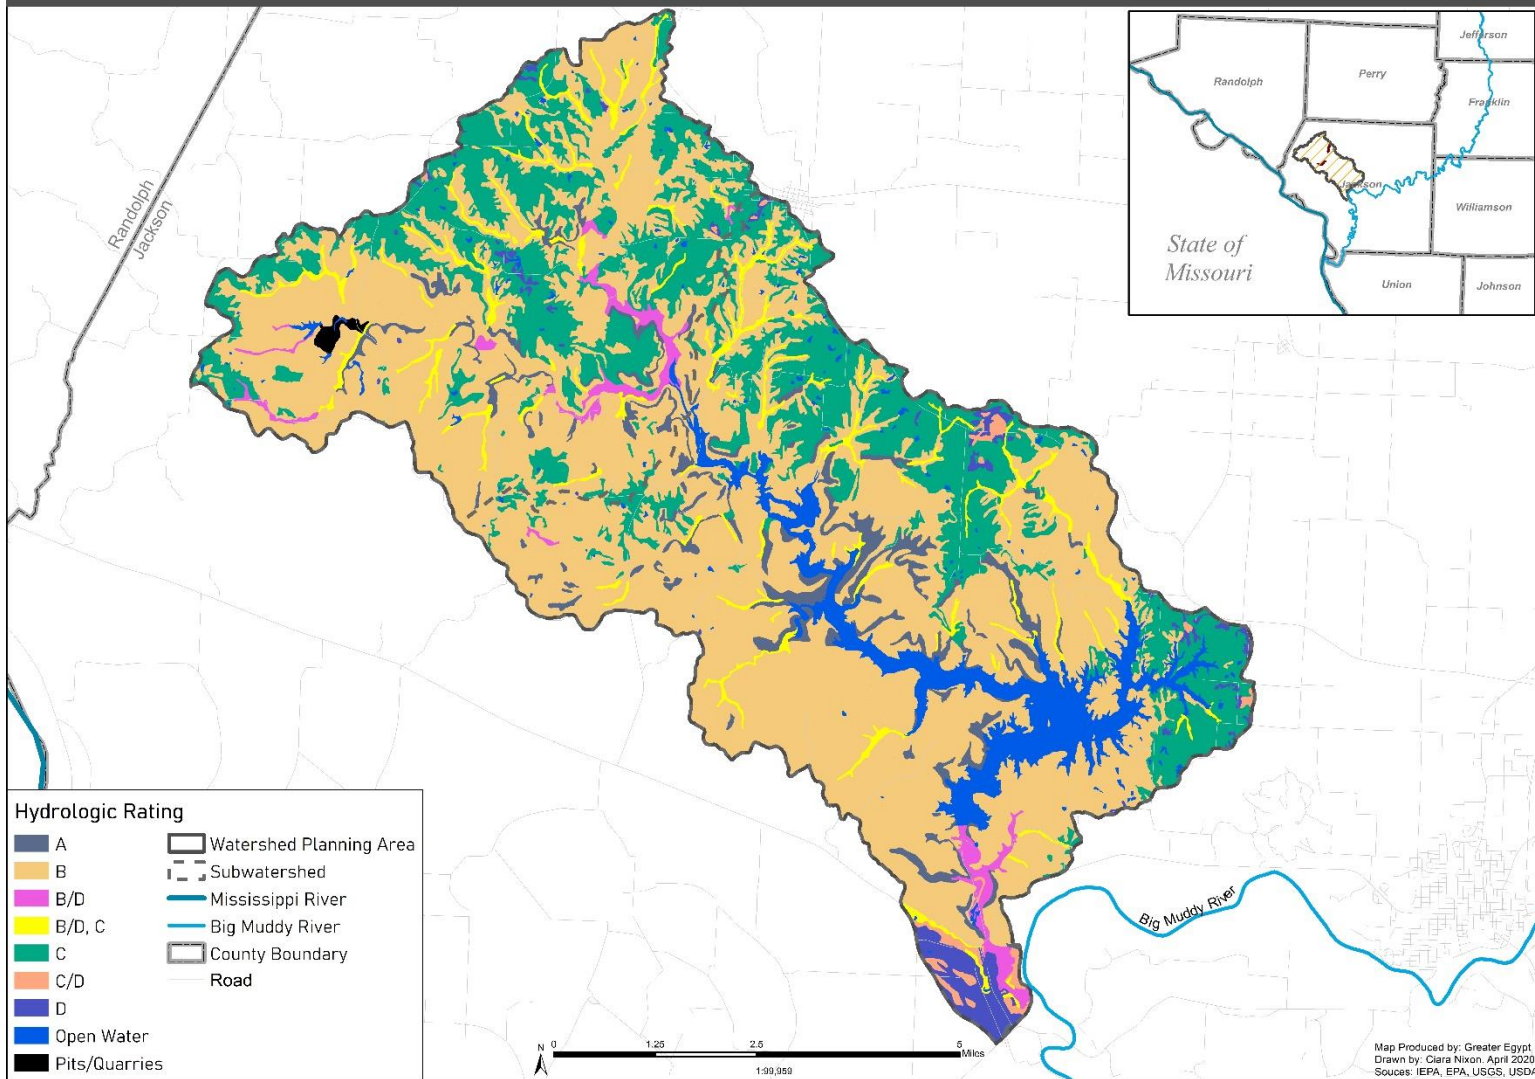 Jefferson
Randolph
Perry
Franklin
Jackson
Williamson
State of
Missouri
Union
Johnson
Randolph
Jackson
Hydrologic Rating
A
B
B/D
B/D, C
C
C/D
D
Open Water
Pits/Quarries
Watershed Planning Area
Subwatershed
Mississippi River
Big Muddy River
County Boundary
Road
Big Muddy River
N
0 1.25 2.5 5
Miles
1:99,959
Map Produced by: Greater Egypt
Drawn by: Ciara Nixon. April 2020
Souces: IEPA, EPA, USGS, USDA